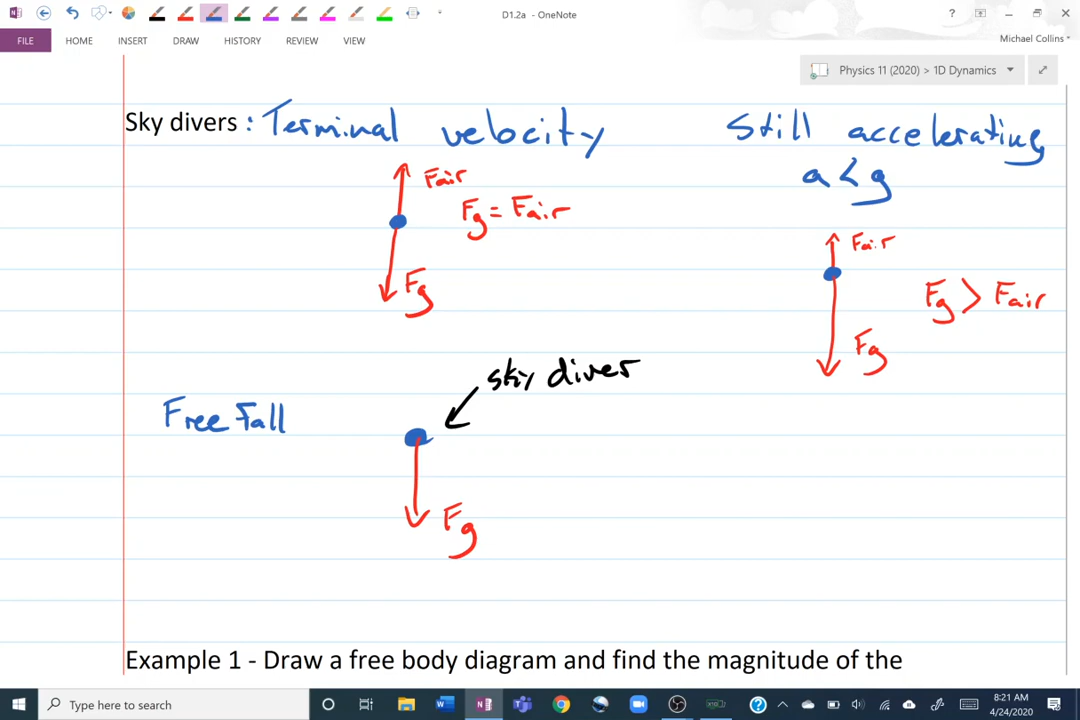 D1.2a - OneNote
?
Michael Collins
FILE HOME INSERT DRAW HISTORY REVIEW VIEW
Physics 11 (2020) > 1D Dynamics
Sky divers : Terminal velocity
Still accelerating
a < g
Fair
Fg = Fair
Fg
Fair
Fg > Fair
Fg
sky diver
Free Fall
Fg
Example 1 - Draw a free body diagram and find the magnitude of the
Type here to search
8:21 AM
4/24/2020